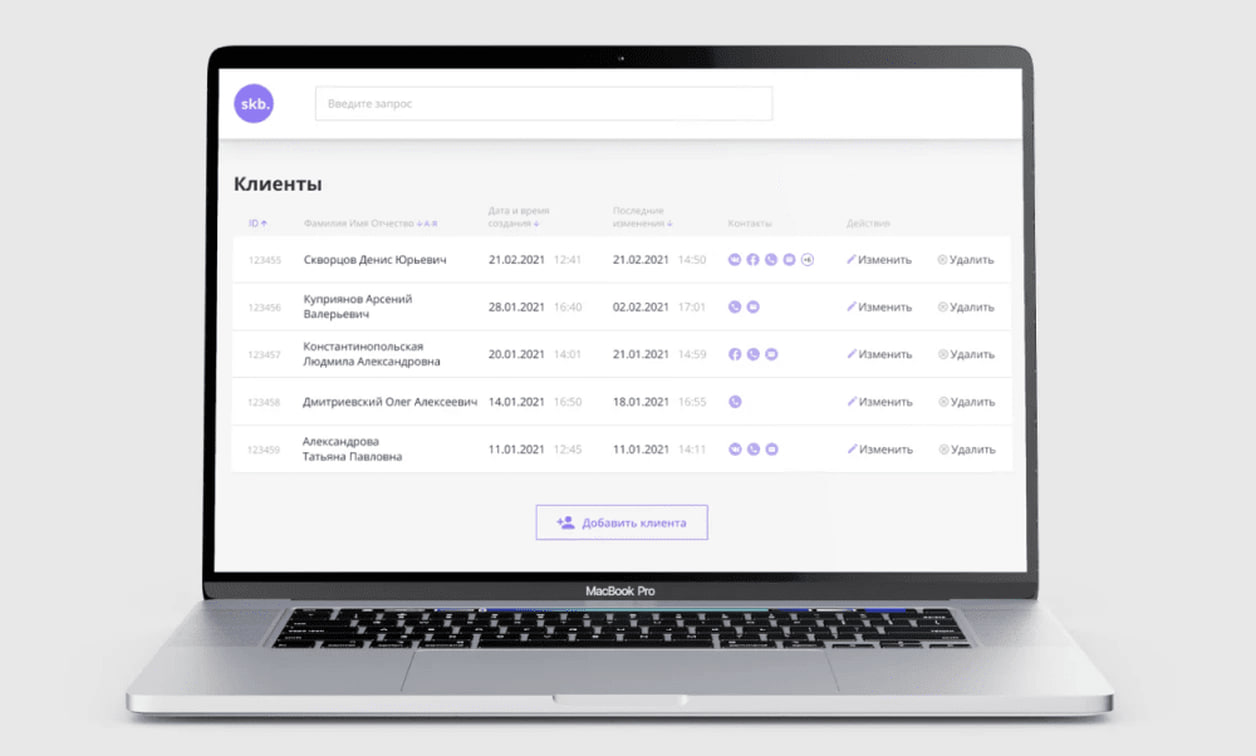 skb.
Введите запрос
Клиенты
ID↑ Фамилия Имя Отчество ↓А-Я Дата и время создания ↓ Последние изменения ↓ Контакты Действия
123455 Скворцов Денис Юрьевич 21.02.2021 12:41 21.02.2021 14:50 Изменить Удалить
123456 Куприянов Арсений
Валерьевич 28.01.2021 16:40 02.02.2021 17:01 Изменить Удалить
123457 Константинопольская
Людмила Александровна 20.01.2021 14:01 21.01.2021 14:59 Изменить Удалить
123458 Дмитриевский Олег Алексеевич 14.01.2021 16:50 18.01.2021 16:55 Изменить Удалить
123459 Александрова
Татьяна Павловна 11.01.2021 12:45 11.01.2021 14:11 Изменить Удалить
Добавить клиента
MacBook Pro